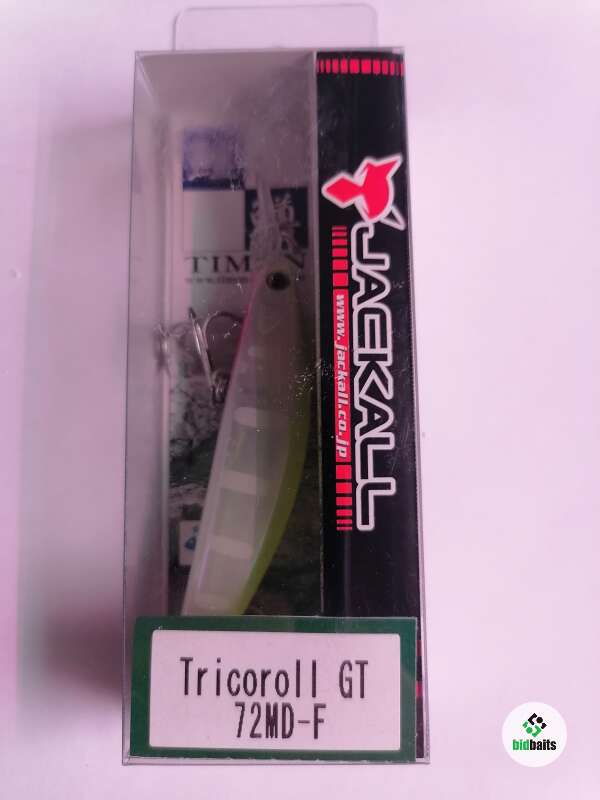 JACKALL
www.jackall.co.jp
TIM
Tricoroll GT
72MD-F
bidbaits